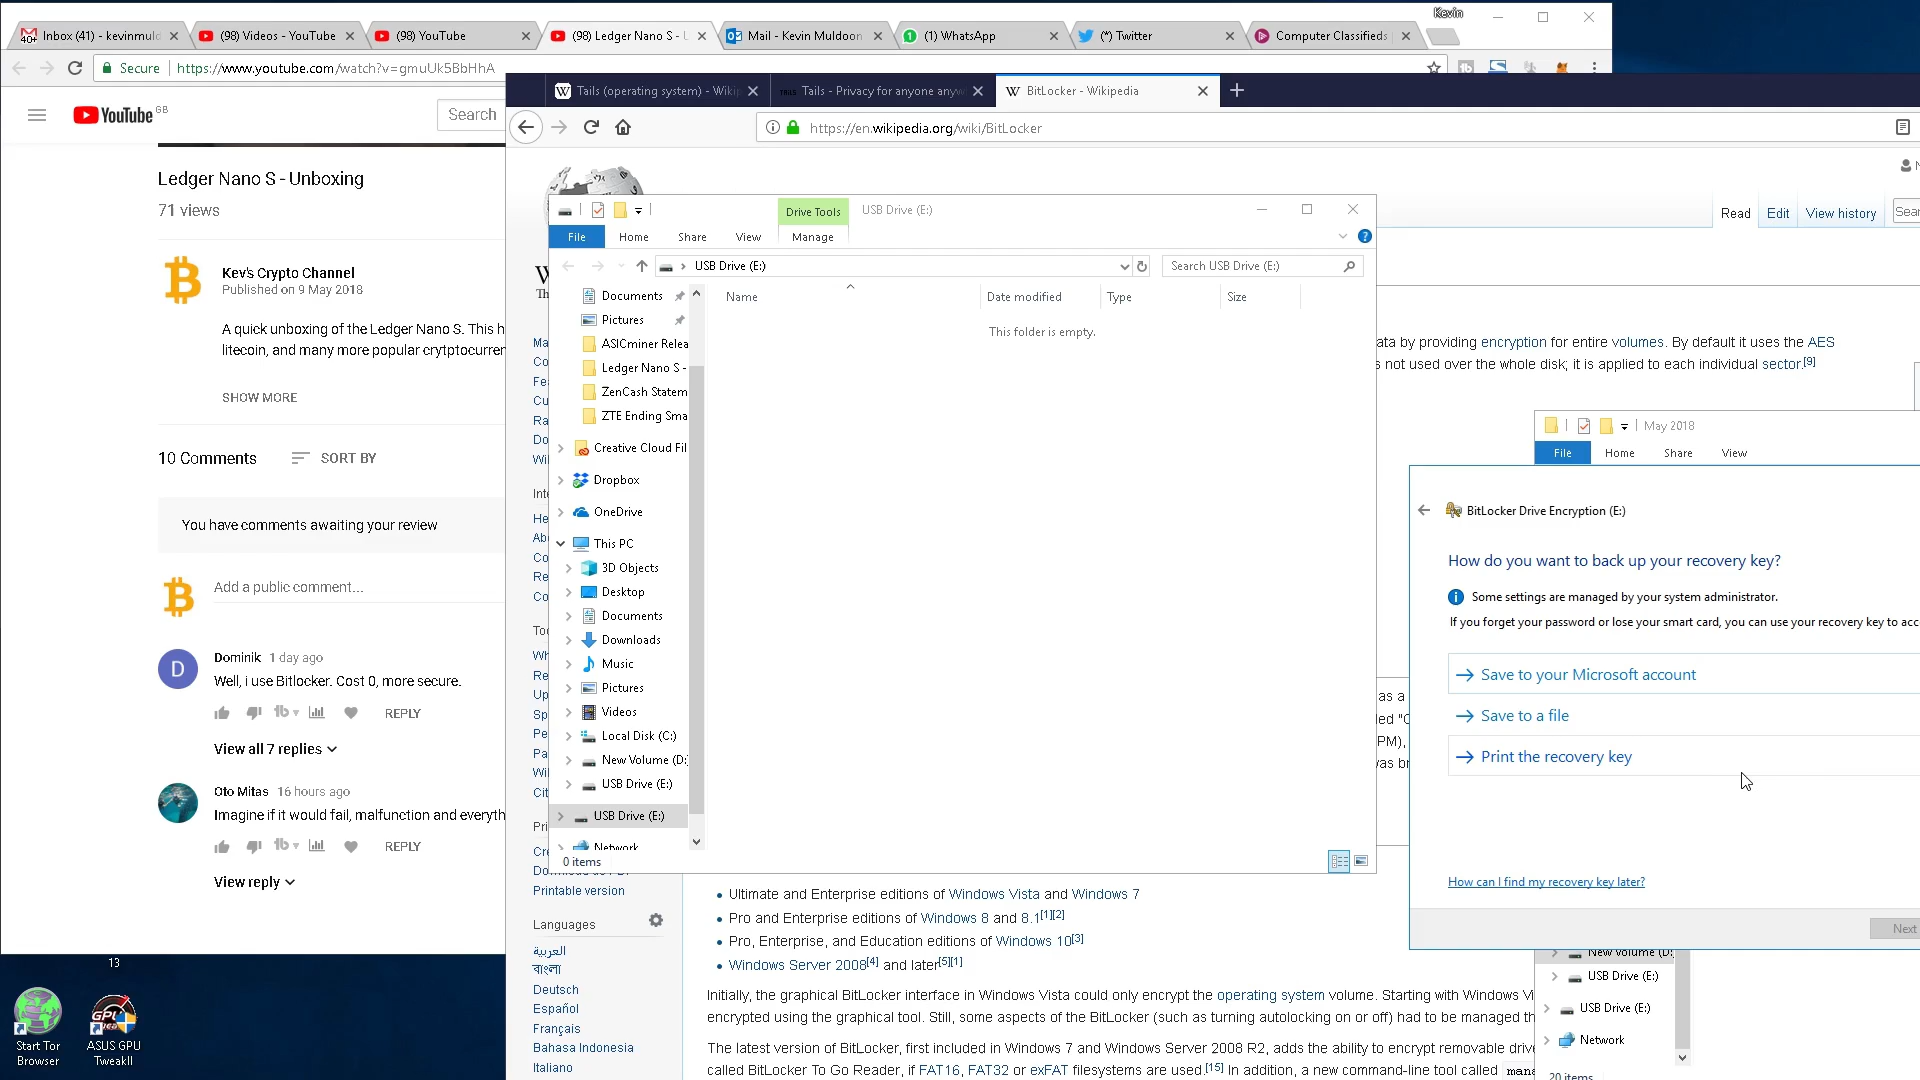 Kevin
Inbox (41) - kevinmuld
(98) Videos - YouTube
(98) YouTube
(98) Ledger Nano S - U
Mail - Kevin Muldoon
(1) WhatsApp
(*) Twitter
Computer Classifieds
Secure
https://www.youtube.com/watch?v=gmuUk5BbHhA
YouTube GB
Search
Ledger Nano S - Unboxing
71 views
Kev's Crypto Channel
Published on 9 May 2018
A quick unboxing of the Ledger Nano S. This h
litecoin, and many more popular crytptocurren
SHOW MORE
10 Comments
SORT BY
You have comments awaiting your review
Add a public comment...
D
Dominik 1 day ago
Well, i use Bitlocker. Cost 0, more secure.
REPLY
View all 7 replies
Oto Mitas 16 hours ago
Imagine if it would fail, malfunction and everyth
REPLY
View reply
13
Start Tor
Browser
ASUS GPU
TweakII
Tails (operating system) - Wiki
Tails - Privacy for anyone anyw
BitLocker - Wikipedia
https://en.wikipedia.org/wiki/BitLocker
Read
Edit
View history
Sear
ata by providing encryption for entire volumes. By default it uses the AES
s not used over the whole disk; it is applied to each individual sector.[9]
Drive Tools
USB Drive (E:)
File
Home
Share
View
Manage
USB Drive (E:)
Search USB Drive (E:)
Name
Date modified
Type
Size
This folder is empty.
Documents
Pictures
ASICminer Relea
Ledger Nano S -
ZenCash Statem
ZTE Ending Sma
Creative Cloud Fil
Dropbox
OneDrive
This PC
3D Objects
Desktop
Documents
Downloads
Music
Pictures
Videos
Local Disk (C:)
New Volume (D:)
USB Drive (E:)
USB Drive (E:)
Network
0 items
Printable version
Languages
العربية
বাংলা
Deutsch
Español
Français
Bahasa Indonesia
Italiano
Ultimate and Enterprise editions of Windows Vista and Windows 7
Pro and Enterprise editions of Windows 8 and 8.1[1][2]
Pro, Enterprise, and Education editions of Windows 10[3]
Windows Server 2008[4] and later[5][1]
Initially, the graphical BitLocker interface in Windows Vista could only encrypt the operating system volume. Starting with Windows Vi
encrypted using the graphical tool. Still, some aspects of the BitLocker (such as turning autolocking on or off) had to be managed th
The latest version of BitLocker, first included in Windows 7 and Windows Server 2008 R2, adds the ability to encrypt removable drive
called BitLocker To Go Reader, if FAT16, FAT32 or exFAT filesystems are used.[15] In addition, a new command-line tool called mana
May 2018
File
Home
Share
View
BitLocker Drive Encryption (E:)
How do you want to back up your recovery key?
Some settings are managed by your system administrator.
If you forget your password or lose your smart card, you can use your recovery key to acce
Save to your Microsoft account
Save to a file
Print the recovery key
How can I find my recovery key later?
Next
New Volume (D:
USB Drive (E:)
USB Drive (E:)
Network
20 items